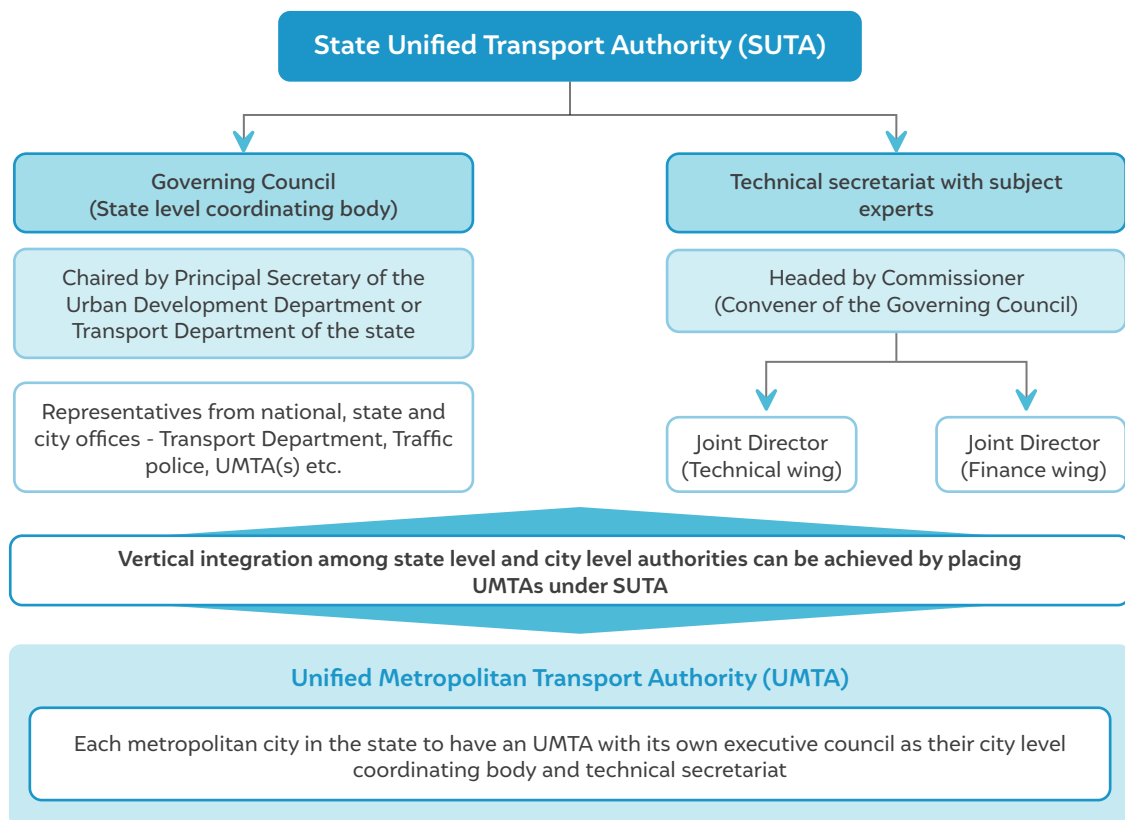 State Unified Transport Authority (SUTA)
Governing Council
(State level coordinating body)
Chaired by Principal Secretary of the
Urban Development Department or
Transport Department of the state
Representatives from national, state and
city offices - Transport Department, Traffic
police, UMTA(s) etc.
Technical secretariat with subject
experts
Headed by Commissioner
(Convener of the Governing Council)
Joint Director
(Technical wing)
Joint Director
(Finance wing)
Vertical integration among state level and city level authorities can be achieved by placing
UMTAs under SUTA
Unified Metropolitan Transport Authority (UMTA)
Each metropolitan city in the state to have an UMTA with its own executive council as their city level
coordinating body and technical secretariat